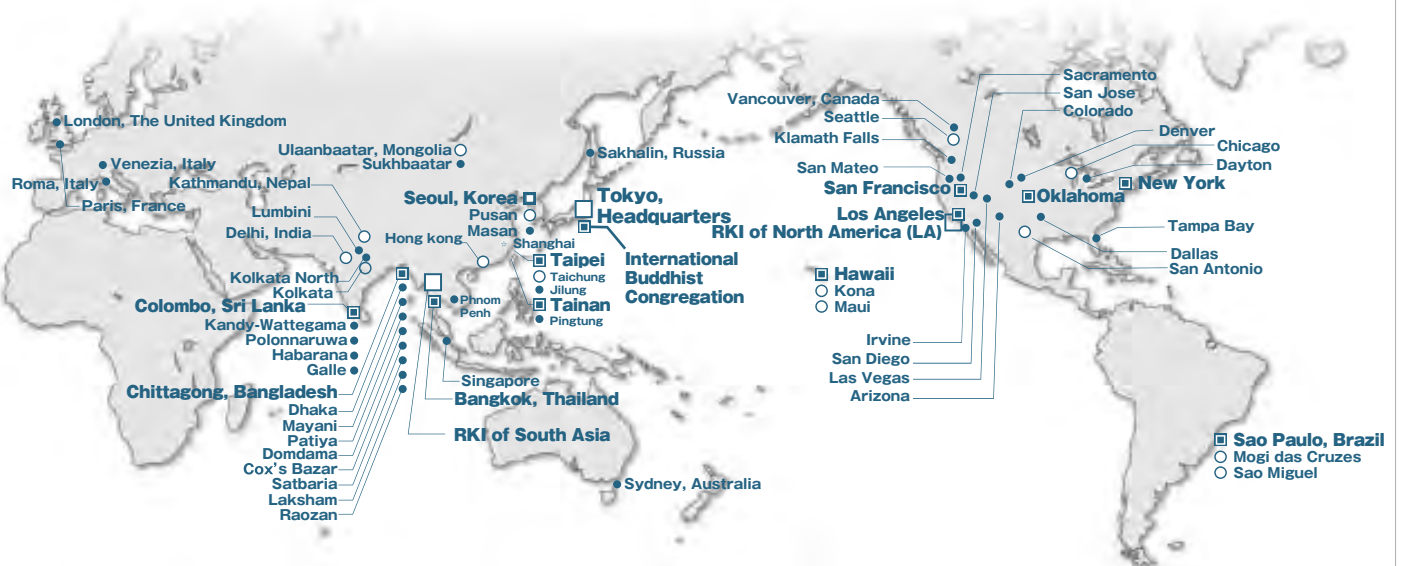 London, The United Kingdom
Venezia, Italy
Roma, Italy
Paris, France
Ulaanbaatar, Mongolia
Sukhbaatar
Kathmandu, Nepal
Lumbini
Delhi, India
Kolkata North
Kolkata
Colombo, Sri Lanka
Kandy-Wattegama
Polonnaruwa
Habarana
Galle
Chittagong, Bangladesh
Dhaka
Mayani
Patiya
Domdama
Cox's Bazar
Satbaria
Laksham
Raozan
Seoul, Korea
Pusan
Masan
Shanghai
Hong kong
Taipei
Taichung
Jilung
Tainan
Pingtung
Phnom
Penh
Singapore
Bangkok, Thailand
RKI of South Asia
Sakhalin, Russia
Tokyo,
Headquarters
International
Buddhist
Congregation
Sydney, Australia
Vancouver, Canada
Seattle
Klamath Falls
San Mateo
San Francisco
Los Angeles
RKI of North America (LA)
Hawaii
Kona
Maui
Irvine
San Diego
Las Vegas
Arizona
Sacramento
San Jose
Colorado
Denver
Chicago
Dayton
New York
Oklahoma
Tampa Bay
Dallas
San Antonio
Sao Paulo, Brazil
Mogi das Cruzes
Sao Miguel